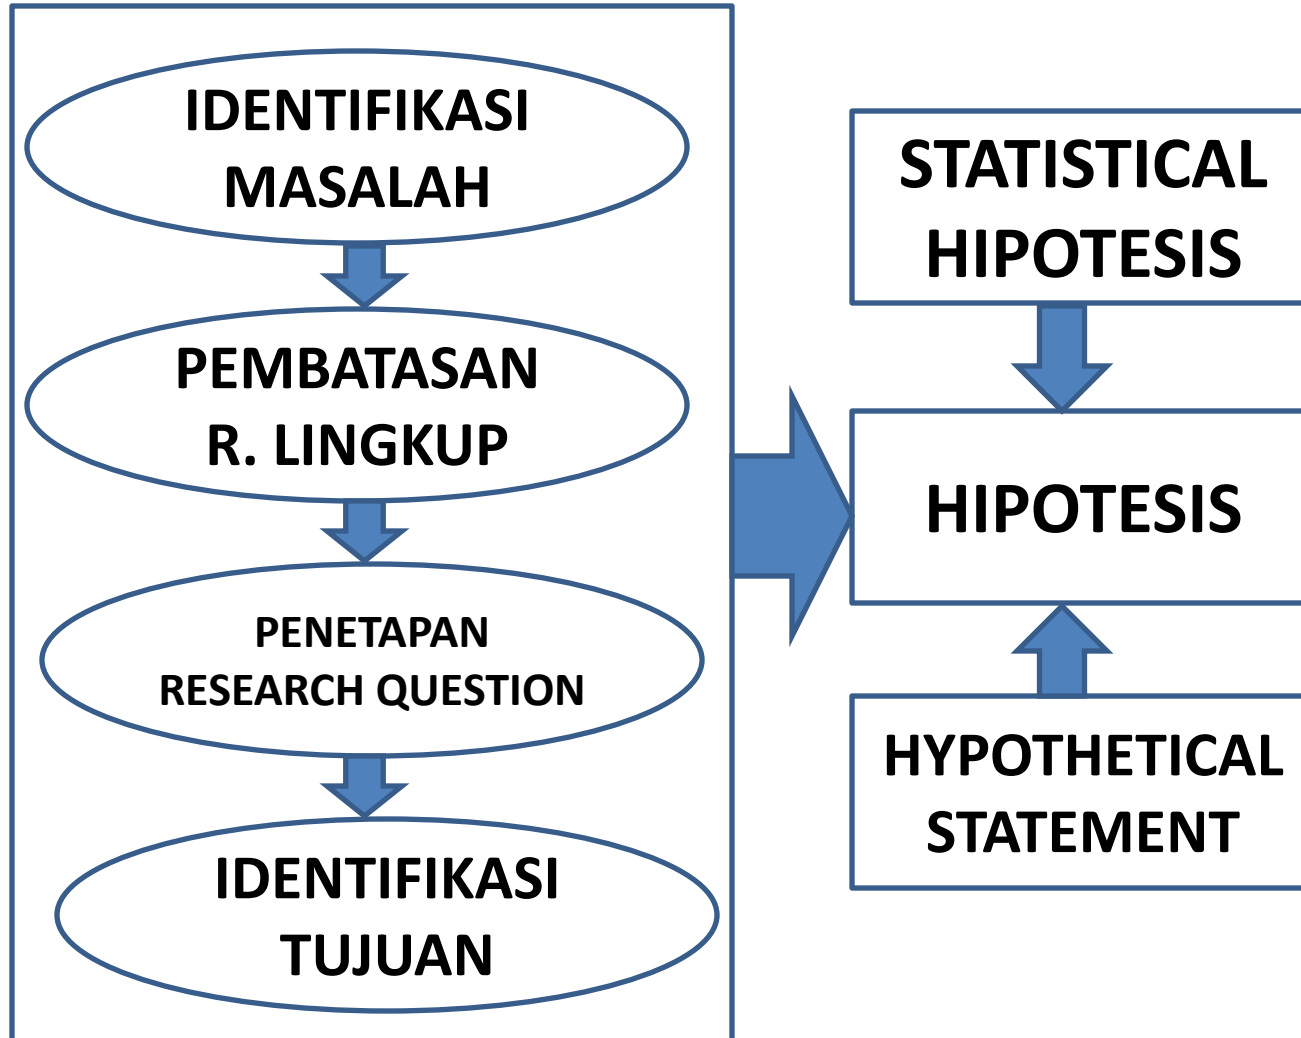 IDENTIFIKASI
MASALAH
PEMBATASAN
R. LINGKUP
PENETAPAN
RESEARCH QUESTION
IDENTIFIKASI
TUJUAN
STATISTICAL
HIPOTESIS
HIPOTESIS
HYPOTHETICAL
STATEMENT